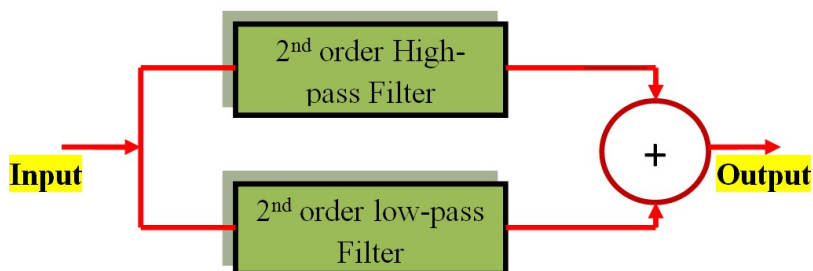 2nd order High-
pass Filter
Input
+
Output
2nd order low-pass
Filter